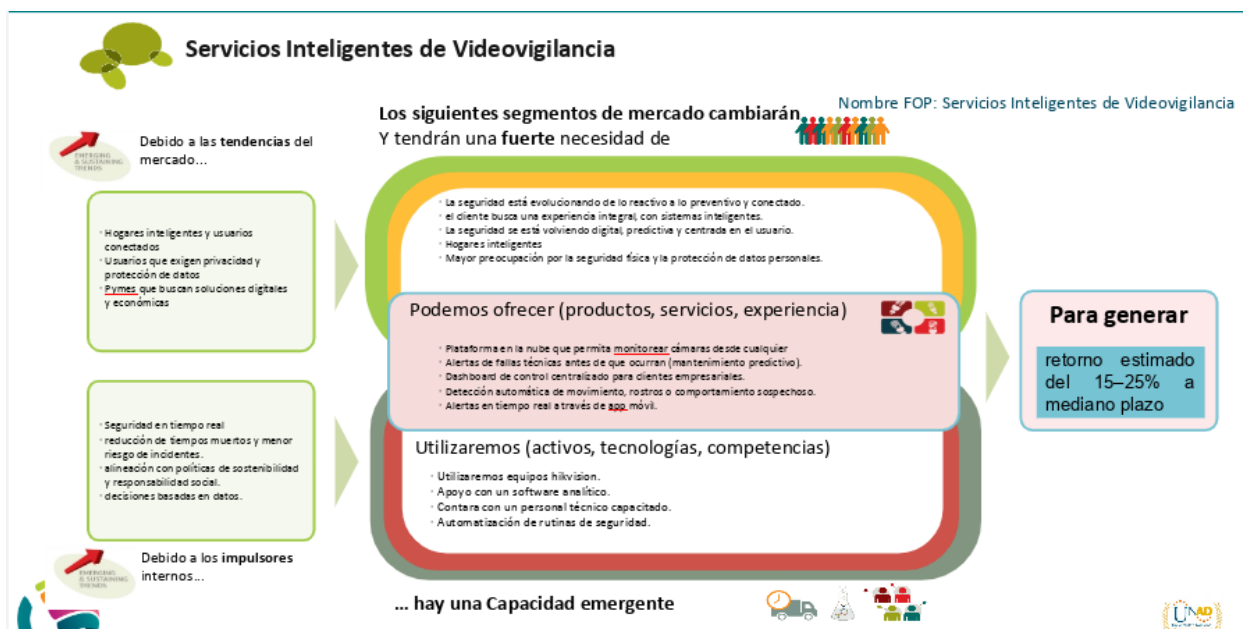 Servicios Inteligentes de Videovigilancia
Nombre FOP: Servicios Inteligentes de Videovigilancia
Los siguientes segmentos de mercado cambiarán
Y tendrán una fuerte necesidad de
EMERGING
& SUSTAINING
TRENDS
Debido a las tendencias del
mercado...
· Hogares inteligentes y usuarios
conectados
· Usuarios que exigen privacidad y
protección de datos
· Pymes que buscan soluciones digitales
y económicas
· La seguridad está evolucionando de lo reactivo a lo preventivo y conectado.
· el cliente busca una experiencia integral, con sistemas inteligentes.
· La seguridad se está volviendo digital, predictiva y centrada en el usuario.
· Hogares inteligentes
· Mayor preocupación por la seguridad física y la protección de datos personales.
Podemos ofrecer (productos, servicios, experiencia)
· Plataforma en la nube que permita monitorear cámaras desde cualquier
· Alertas de fallas técnicas antes de que ocurran (mantenimiento predictivo).
· Dashboard de control centralizado para clientes empresariales.
· Detección automática de movimiento, rostros o comportamiento sospechoso.
· Alertas en tiempo real a través de app móvil.
Para generar
retorno estimado
del 15–25% a
mediano plazo
· Seguridad en tiempo real
· reducción de tiempos muertos y menor
riesgo de incidentes.
· alineación con políticas de sostenibilidad
y responsabilidad social.
· decisiones basadas en datos.
Utilizaremos (activos, tecnologías, competencias)
· Utilizaremos equipos hikvision.
· Apoyo con un software analítico.
· Contara con un personal técnico capacitado.
· Automatización de rutinas de seguridad.
EMERGING
& SUSTAINING
TRENDS
Debido a los impulsores
internos...
... hay una Capacidad emergente
UNAD